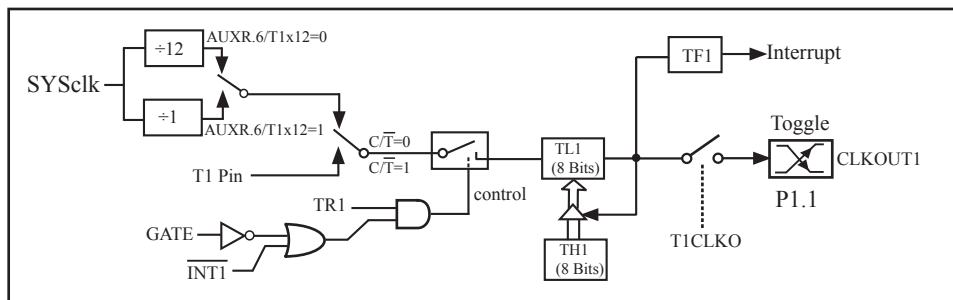 AUXR.6/T1x12=0
÷12
SYSclk
÷1
AUXR.6/T1x12=1
T1 Pin
C/T̅=0
C/T̅=1
TR1
GATE
I̅N̅T̅1̅
control
TL1
(8 Bits)
TH1
(8 Bits)
TF1
Interrupt
Toggle
CLKOUT1
P1.1
T1CLKO